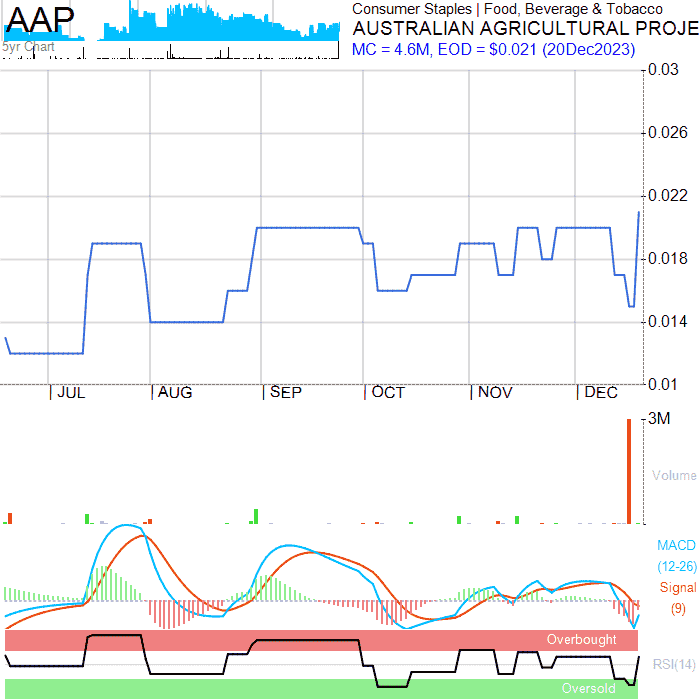 AAP
5yr Chart
Consumer Staples | Food, Beverage & Tobacco
AUSTRALIAN AGRICULTURAL PROJE
MC = 4.6M, EOD = $0.021 (20Dec2023)
0.03
0.026
0.022
0.018
0.014
0.01
JUL AUG SEP OCT NOV DEC
3M
Volume
MACD
(12-26)
Signal
(9)
Overbought
RSI(14)
Oversold